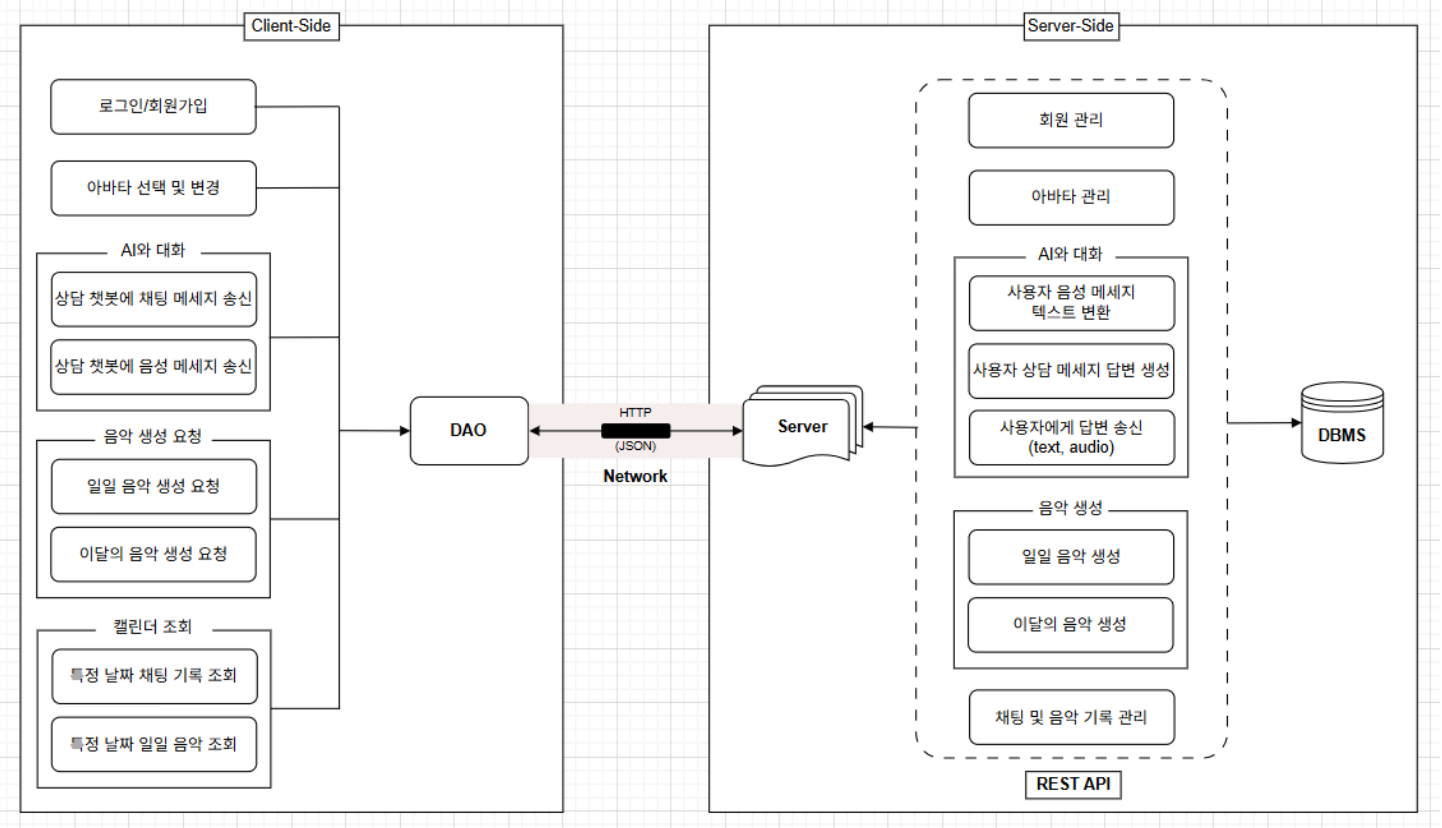 Client-Side
로그인/회원가입
아바타 선택 및 변경
AI와 대화
상담 챗봇에 채팅 메세지 송신
상담 챗봇에 음성 메세지 송신
음악 생성 요청
일일 음악 생성 요청
이달의 음악 생성 요청
캘린더 조회
특정 날짜 채팅 기록 조회
특정 날짜 일일 음악 조회
DAO
HTTP
(JSON)
Network
Server-Side
Server
회원 관리
아바타 관리
AI와 대화
사용자 음성 메세지
텍스트 변환
사용자 상담 메세지 답변 생성
사용자에게 답변 송신
(text, audio)
음악 생성
일일 음악 생성
이달의 음악 생성
채팅 및 음악 기록 관리
REST API
DBMS